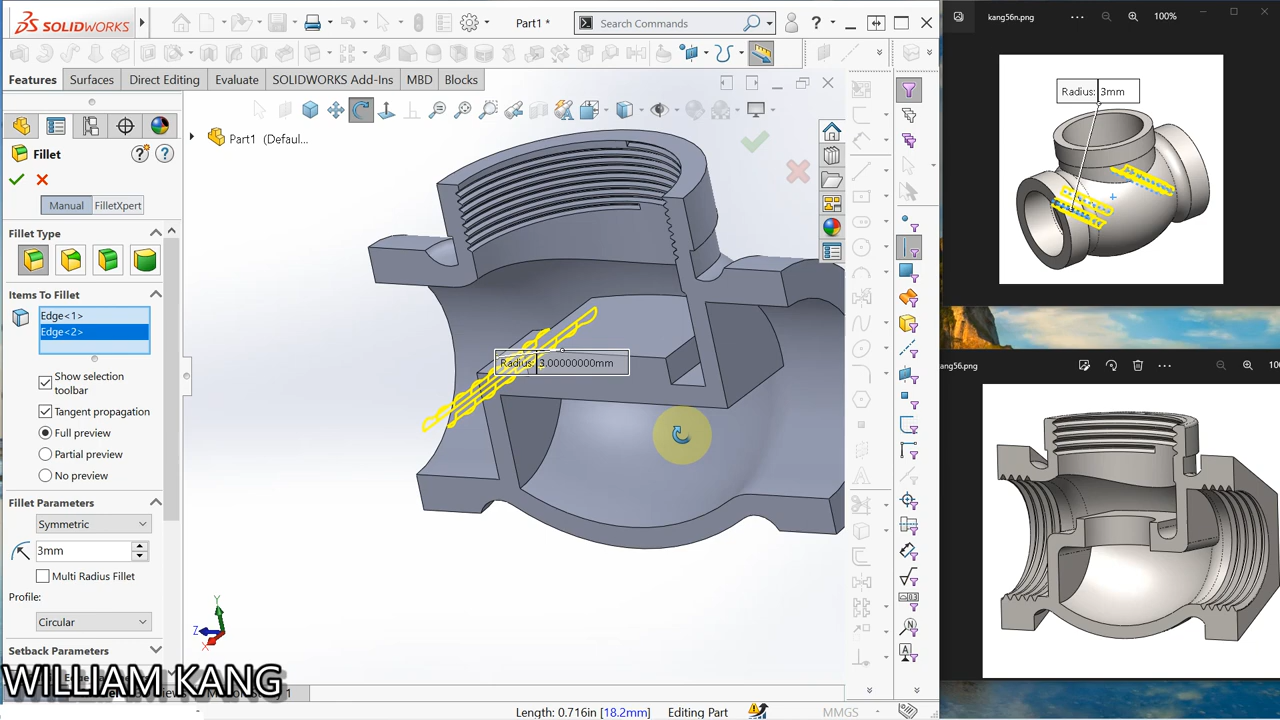 SOLIDWORKS
Part1 *
Search Commands
?
Features
Surfaces
Direct Editing
Evaluate
SOLIDWORKS Add-Ins
MBD
Blocks
Part1 (Defaul...
Fillet
Manual
FilletXpert
Fillet Type
Items To Fillet
Edge<1>
Edge<2>
Show selection
toolbar
Tangent propagation
Full preview
Partial preview
No preview
Fillet Parameters
Symmetric
3mm
Multi Radius Fillet
Profile:
Circular
Setback Parameters
WILLIAM KANG
Radius: 3.00000000mm
Y
Z
X
Length: 0.716in [18.2mm]
Editing Part
MMGS
kang56n.png
100%
Radius: 3mm
kang56.png
100%